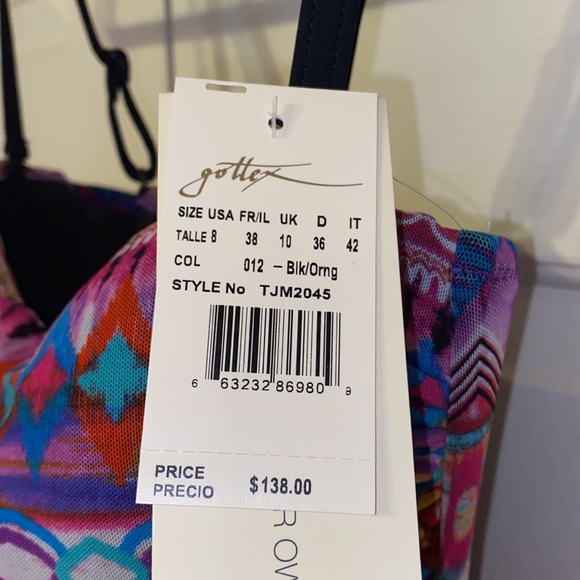 gottex
SIZE USA FR/IL UK D IT
TALLE 8 38 10 36 42
COL 012 - Blk/Orng
STYLE No TJM2045
6 63232 86980 9
PRICE
PRECIO $138.00
R OW